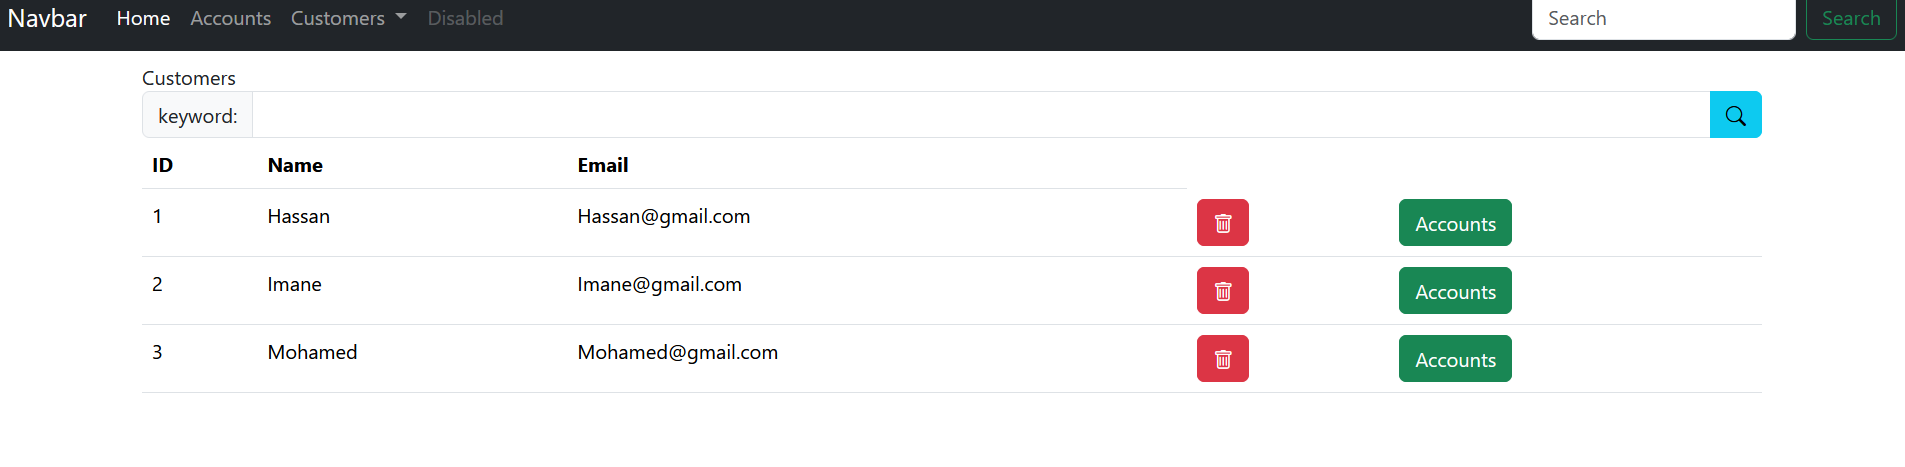 Navbar Home Accounts Customers Disabled Search Search
Customers
keyword:
ID Name Email
1 Hassan Hassan@gmail.com Accounts
2 Imane Imane@gmail.com Accounts
3 Mohamed Mohamed@gmail.com Accounts